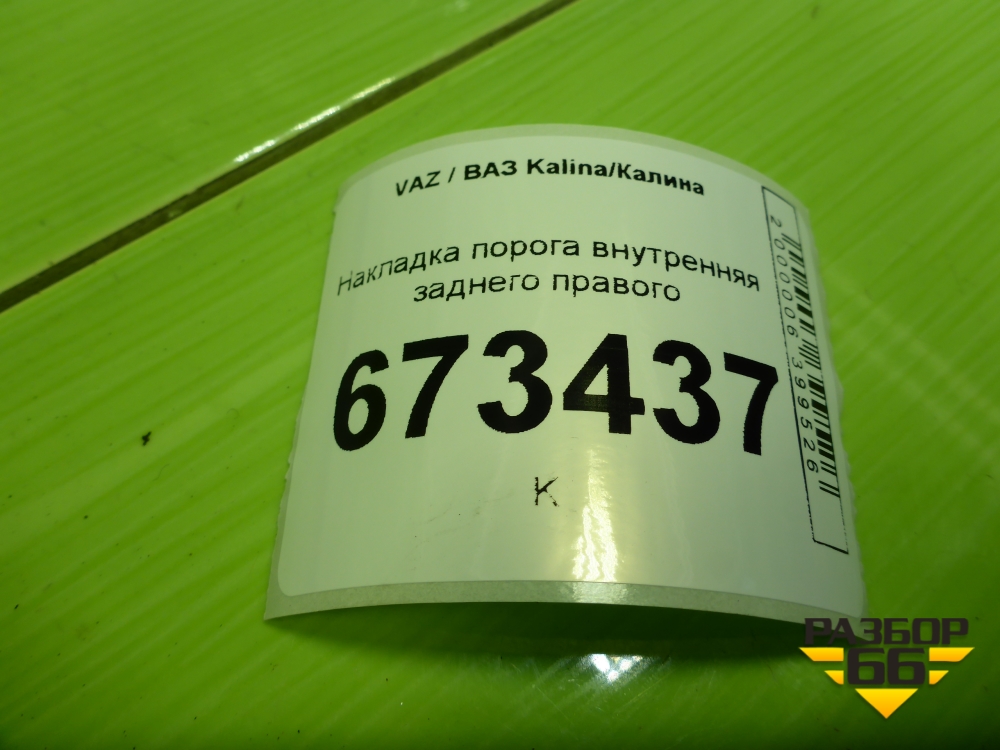 VAZ / ВАЗ Kalina/Калина
Накладка порога внутренняя
заднего правого
673437
К
2000006399526
РАЗБОР
66